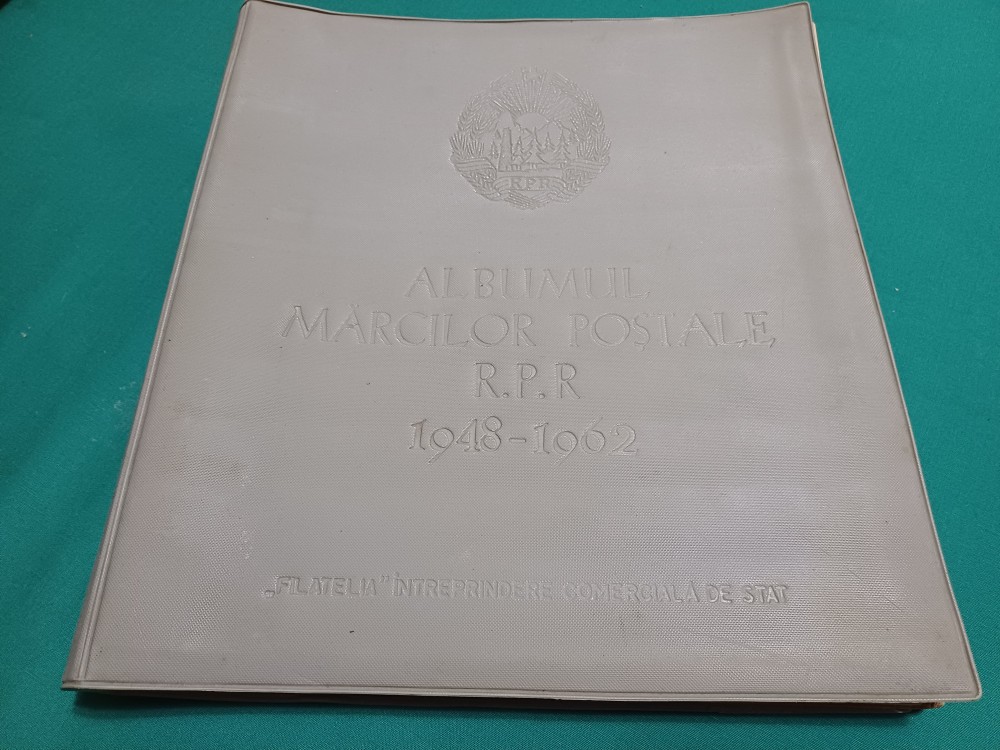 RPR
ALBUMUL
MĂRCILOR POȘTALE
R.P.R
1948-1962
„FILATELIA" ÎNTREPRINDERE COMERCIALĂ DE STAT